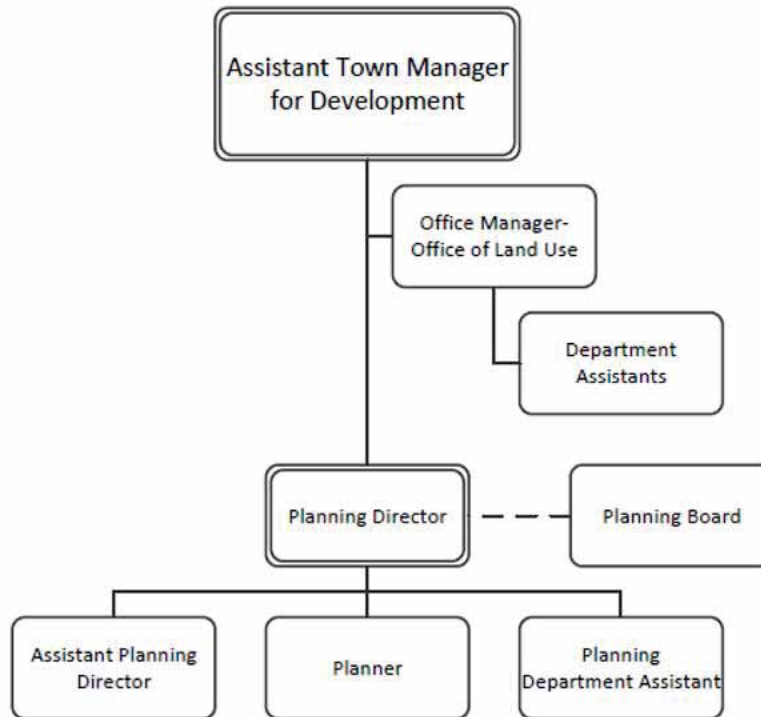 Assistant Town Manager
for Development
Office Manager-
Office of Land Use
Department
Assistants
Planning Director
Planning Board
Assistant Planning
Director
Planner
Planning
Department Assistant